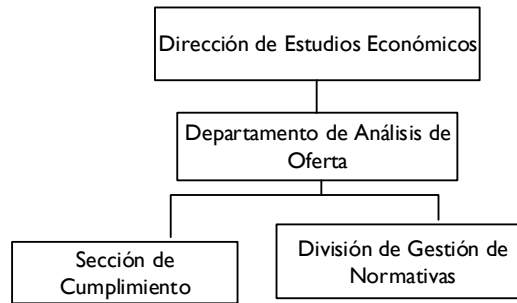 Dirección de Estudios Económicos
Departamento de Análisis de
Oferta
Sección de
Cumplimiento
División de Gestión de
Normativas